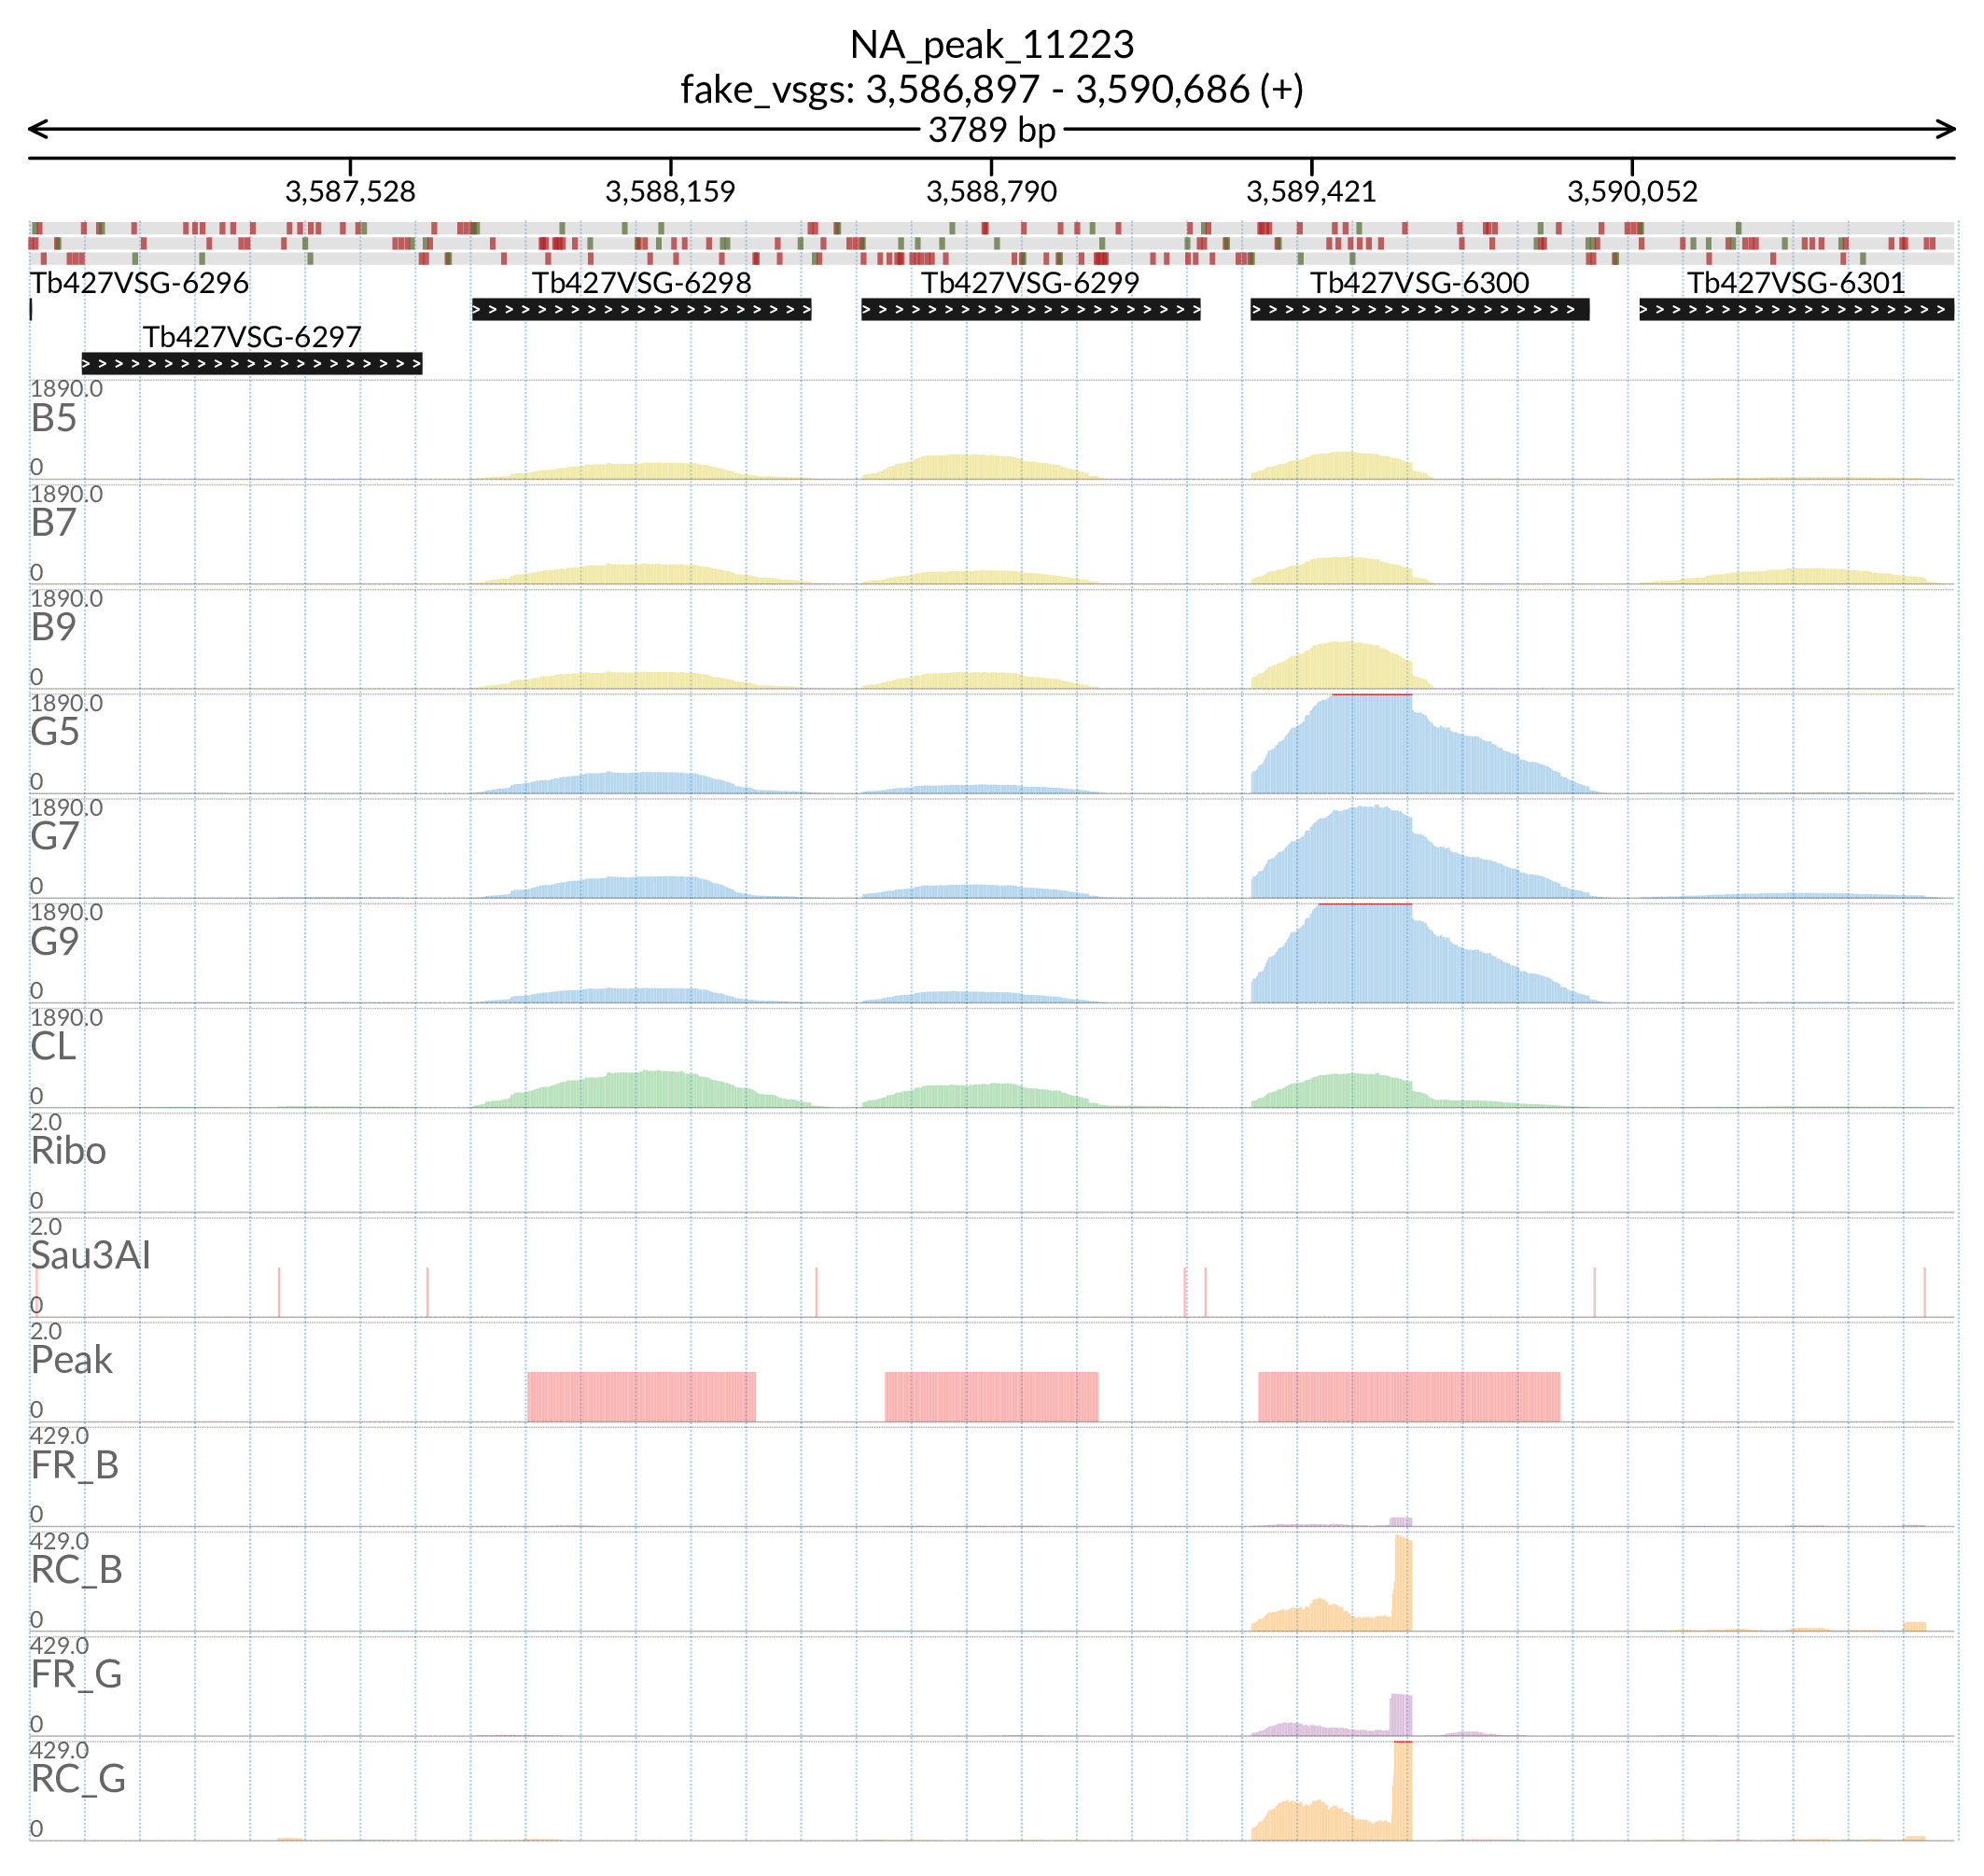 NA_peak_11223
fake_vsgs: 3,586,897 - 3,590,686 (+)
3789 bp
3,587,528 3,588,159 3,588,790 3,589,421 3,590,052
Tb427VSG-6296 Tb427VSG-6298 Tb427VSG-6299 Tb427VSG-6300 Tb427VSG-6301
Tb427VSG-6297
1890.0
B5
0
1890.0
B7
0
1890.0
B9
0
1890.0
G5
0
1890.0
G7
0
1890.0
G9
0
1890.0
CL
0
2.0
Ribo
0
2.0
Sau3AI
0
2.0
Peak
0
429.0
FR_B
0
429.0
RC_B
0
429.0
FR_G
0
429.0
RC_G
0